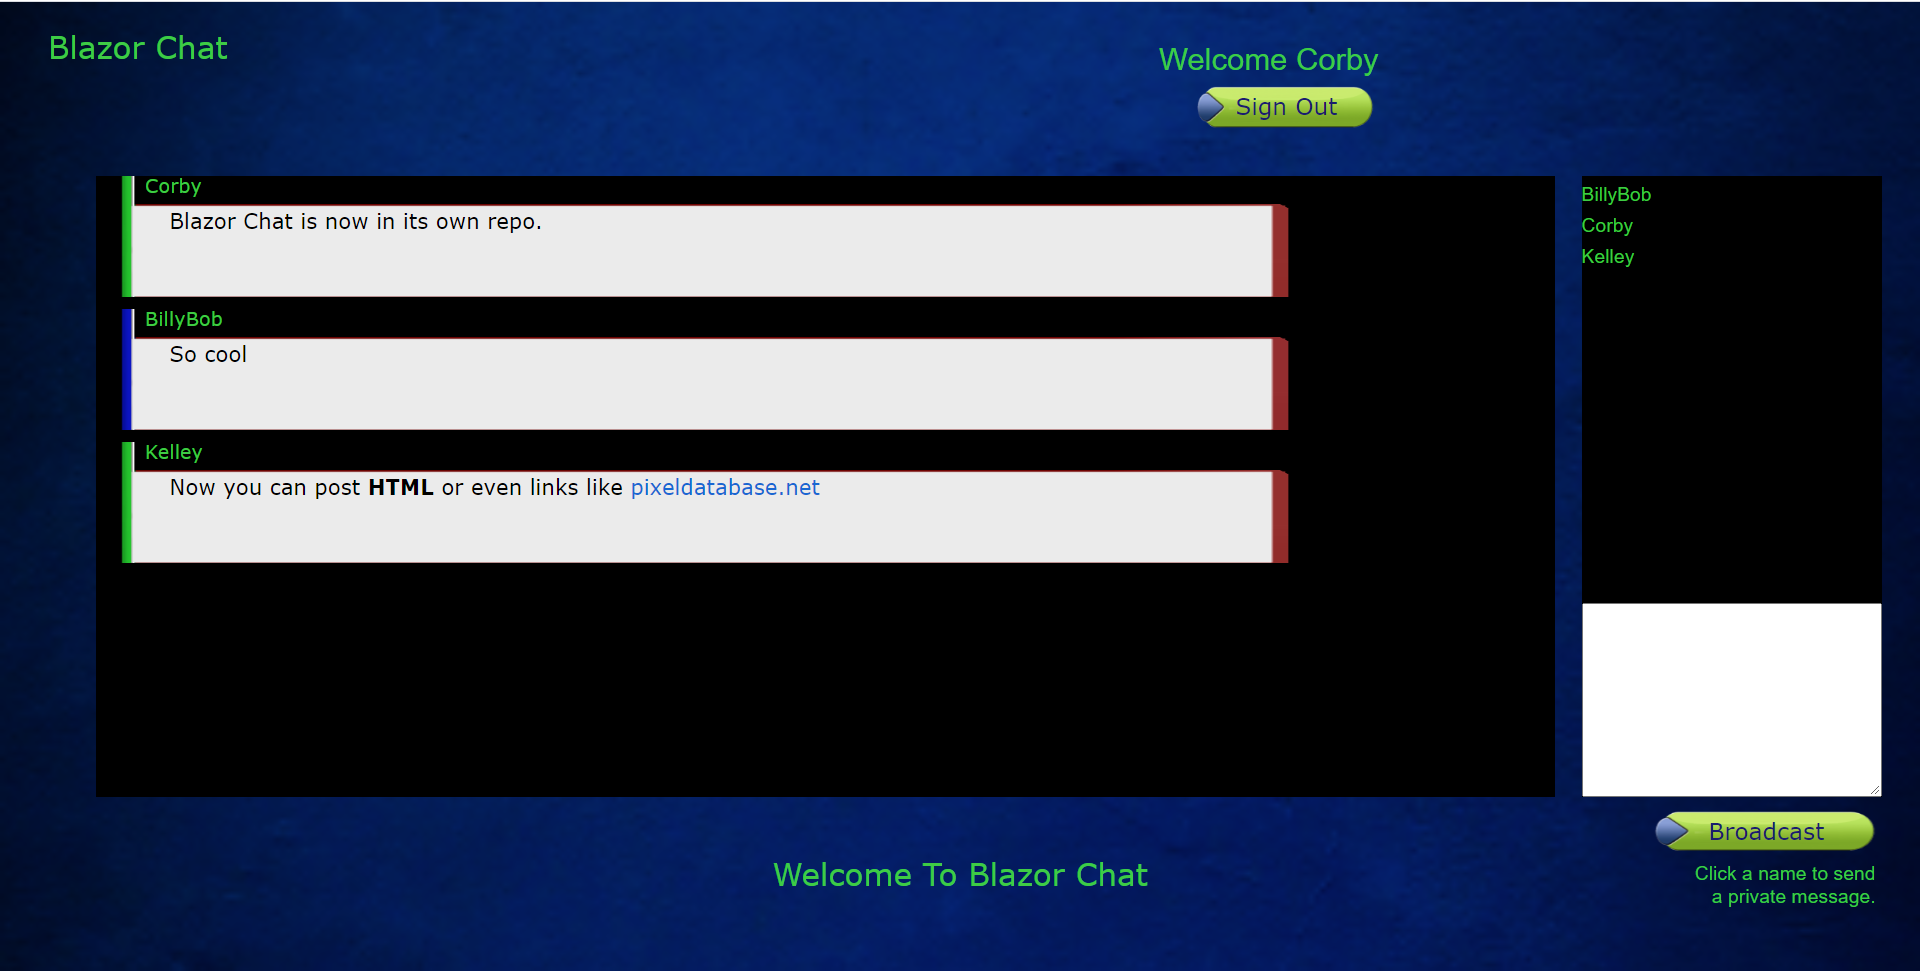 Blazor Chat
Welcome Corby
Sign Out
Corby
Blazor Chat is now in its own repo.
BillyBob
So cool
Kelley
Now you can post HTML or even links like pixeldatabase.net
BillyBob
Corby
Kelley
Broadcast
Click a name to send
a private message.
Welcome To Blazor Chat